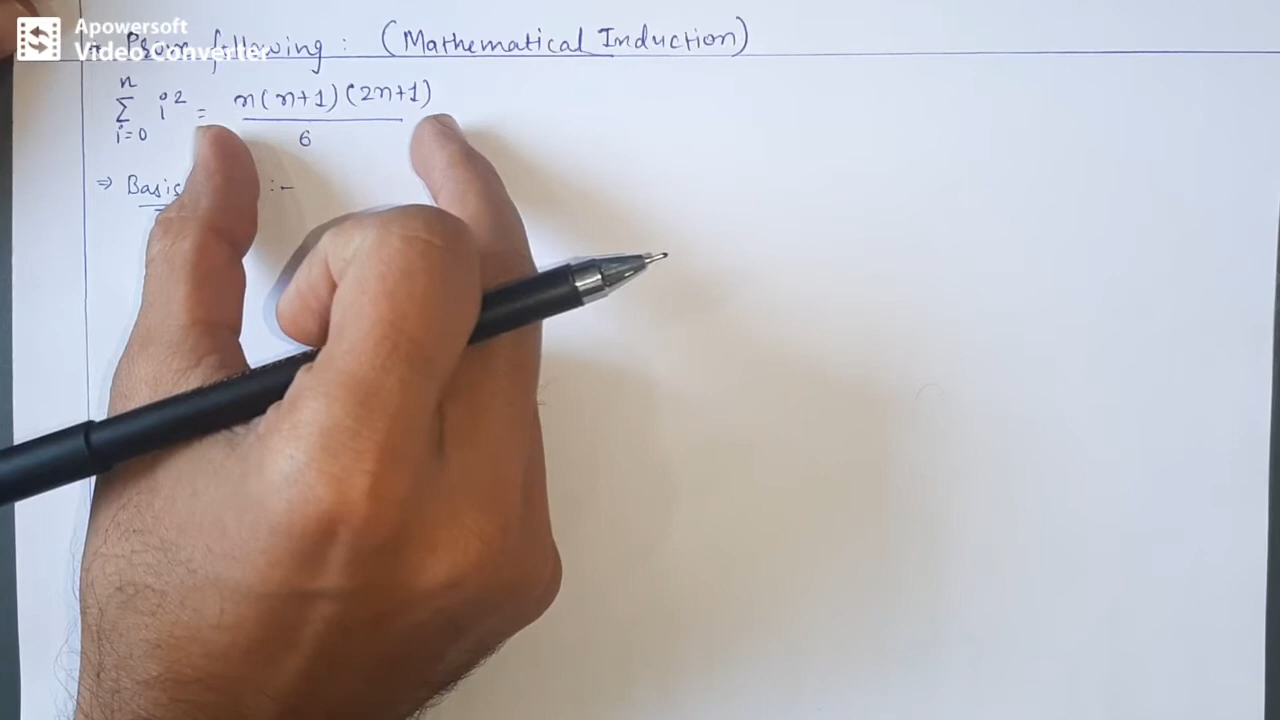 Apowersoft
Video Converter
following : (Mathematical Induction)
n
Σ i² = n(n+1)(2n+1)
i=0 6
⇒ Basis :-